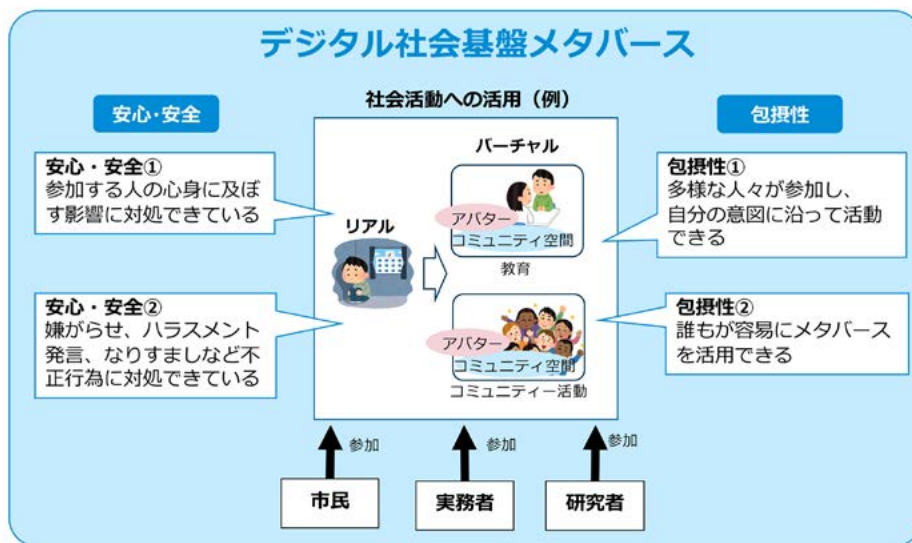 デジタル社会基盤メタバース
安心・安全
社会活動への活用（例）
包摂性
安心・安全①
参加する人の心身に及ぼ
す影響に対処できている
安心・安全②
嫌がらせ、ハラスメント
発言、なりすましなど不
正行為に対処できている
リアル
バーチャル
アバター
コミュニティ空間
教育
アバター
コミュニティ空間
コミュニティー活動
包摂性①
多様な人々が参加し、
自分の意図に沿って活動
できる
包摂性②
誰もが容易にメタバース
を活用できる
参加
参加
参加
市民
実務者
研究者